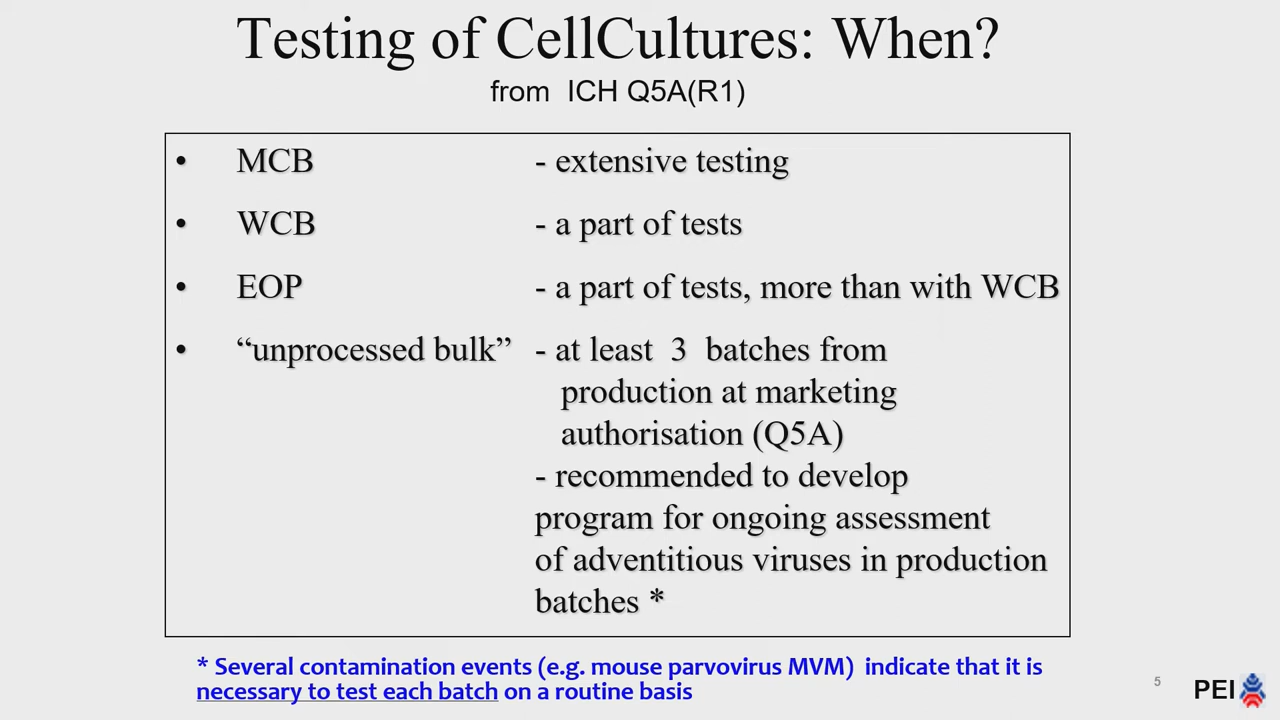 Testing of CellCultures: When?
from ICH Q5A(R1)
• MCB - extensive testing
• WCB - a part of tests
• EOP - a part of tests, more than with WCB
• “unprocessed bulk” - at least 3 batches from
production at marketing
authorisation (Q5A)
- recommended to develop
program for ongoing assessment
of adventitious viruses in production
batches *
* Several contamination events (e.g. mouse parvovirus MVM) indicate that it is
necessary to test each batch on a routine basis
5
PEI